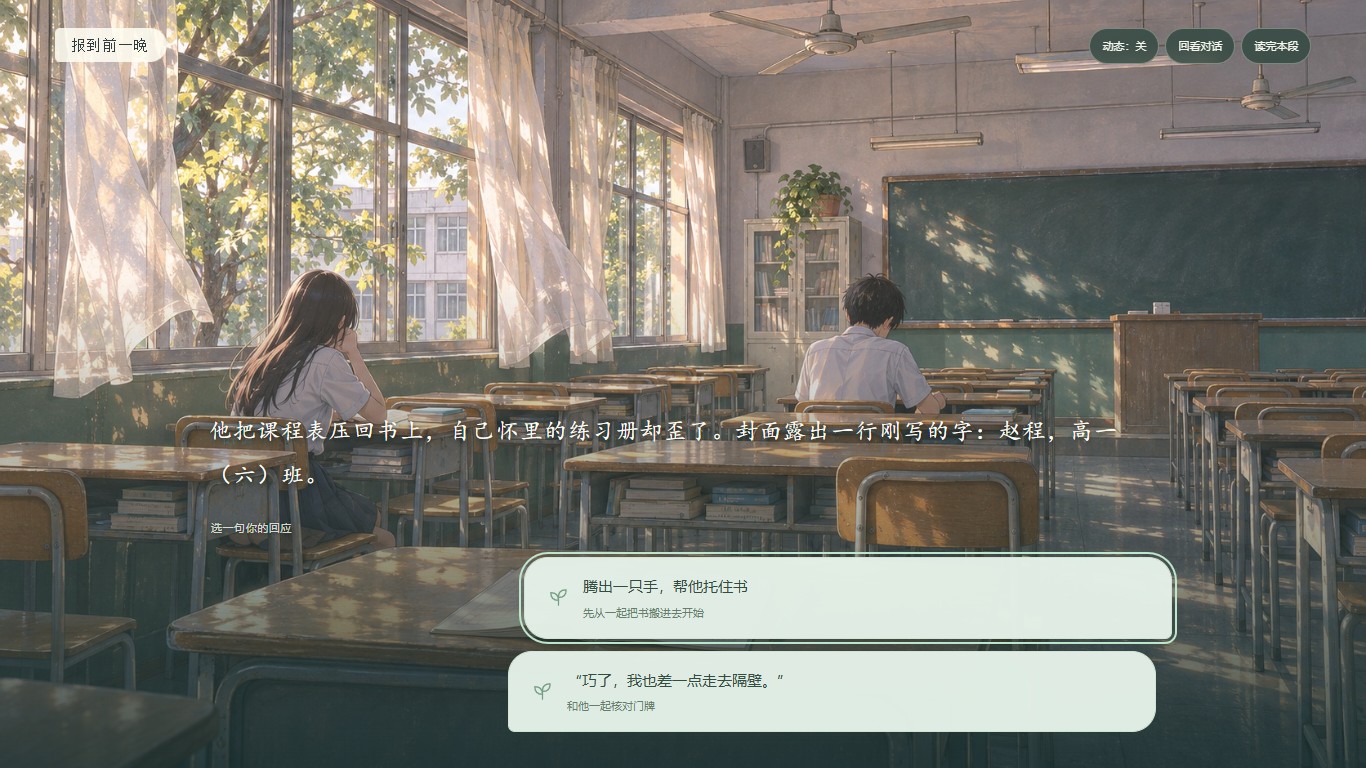 报到前一晚
动态：关
回看对话
读完本段
他把课程表压回书上，自己怀里的练习册却歪了。封面露出一行刚写的字：赵程，高一
（六）班。
选一句你的回应
腾出一只手，帮他托住书
先从一起把书搬进去开始
“巧了，我也差一点走去隔壁。”
和他一起核对门牌